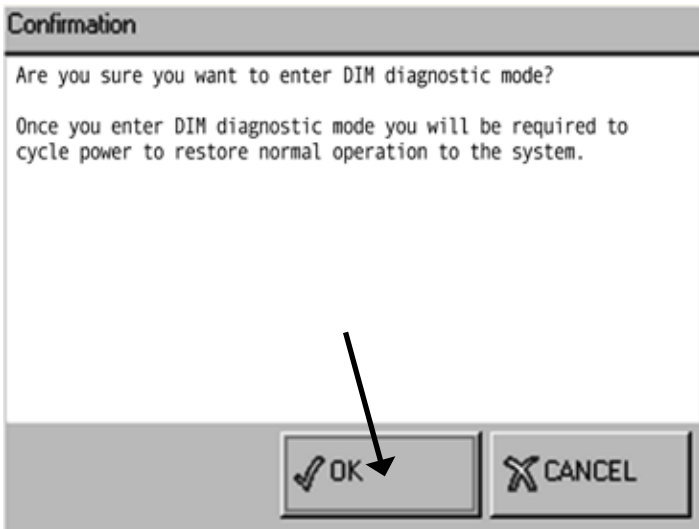 Confirmation
Are you sure you want to enter DIM diagnostic mode?
Once you enter DIM diagnostic mode you will be required to
cycle power to restore normal operation to the system.
OK
CANCEL